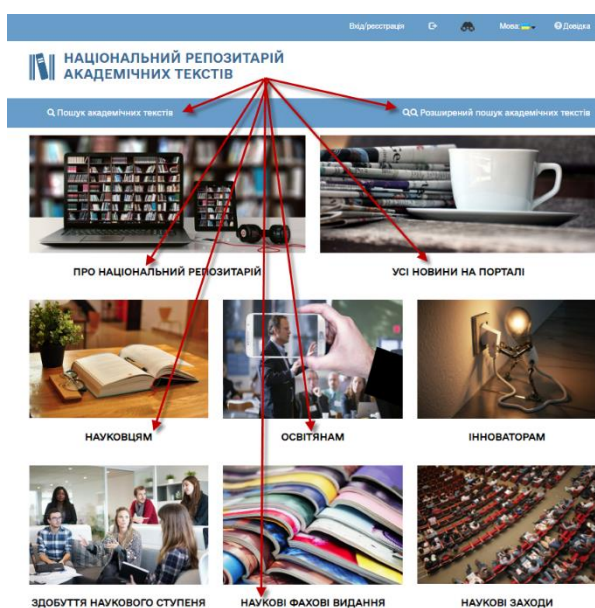 Вхід/реєстрація Мова: Довідка
НАЦІОНАЛЬНИЙ РЕПОЗИТАРІЙ
АКАДЕМІЧНИХ ТЕКСТІВ
Пошук академічних текстів Розширений пошук академічних текстів
ПРО НАЦІОНАЛЬНИЙ РЕПОЗИТАРІЙ УСІ НОВИНИ НА ПОРТАЛІ
НАУКОВЦЯМ ОСВІТЯНАМ ІННОВАТОРАМ
ЗДОБУТТЯ НАУКОВОГО СТУПЕНЯ НАУКОВІ ФАХОВІ ВИДАННЯ НАУКОВІ ЗАХОДИ